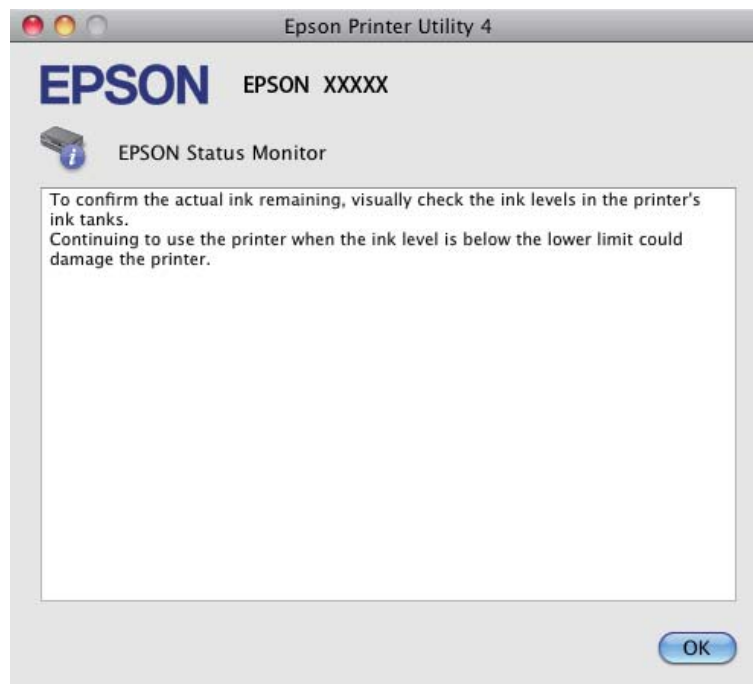 Epson Printer Utility 4
EPSON EPSON XXXXX
EPSON Status Monitor
To confirm the actual ink remaining, visually check the ink levels in the printer's
ink tanks.
Continuing to use the printer when the ink level is below the lower limit could
damage the printer.
OK